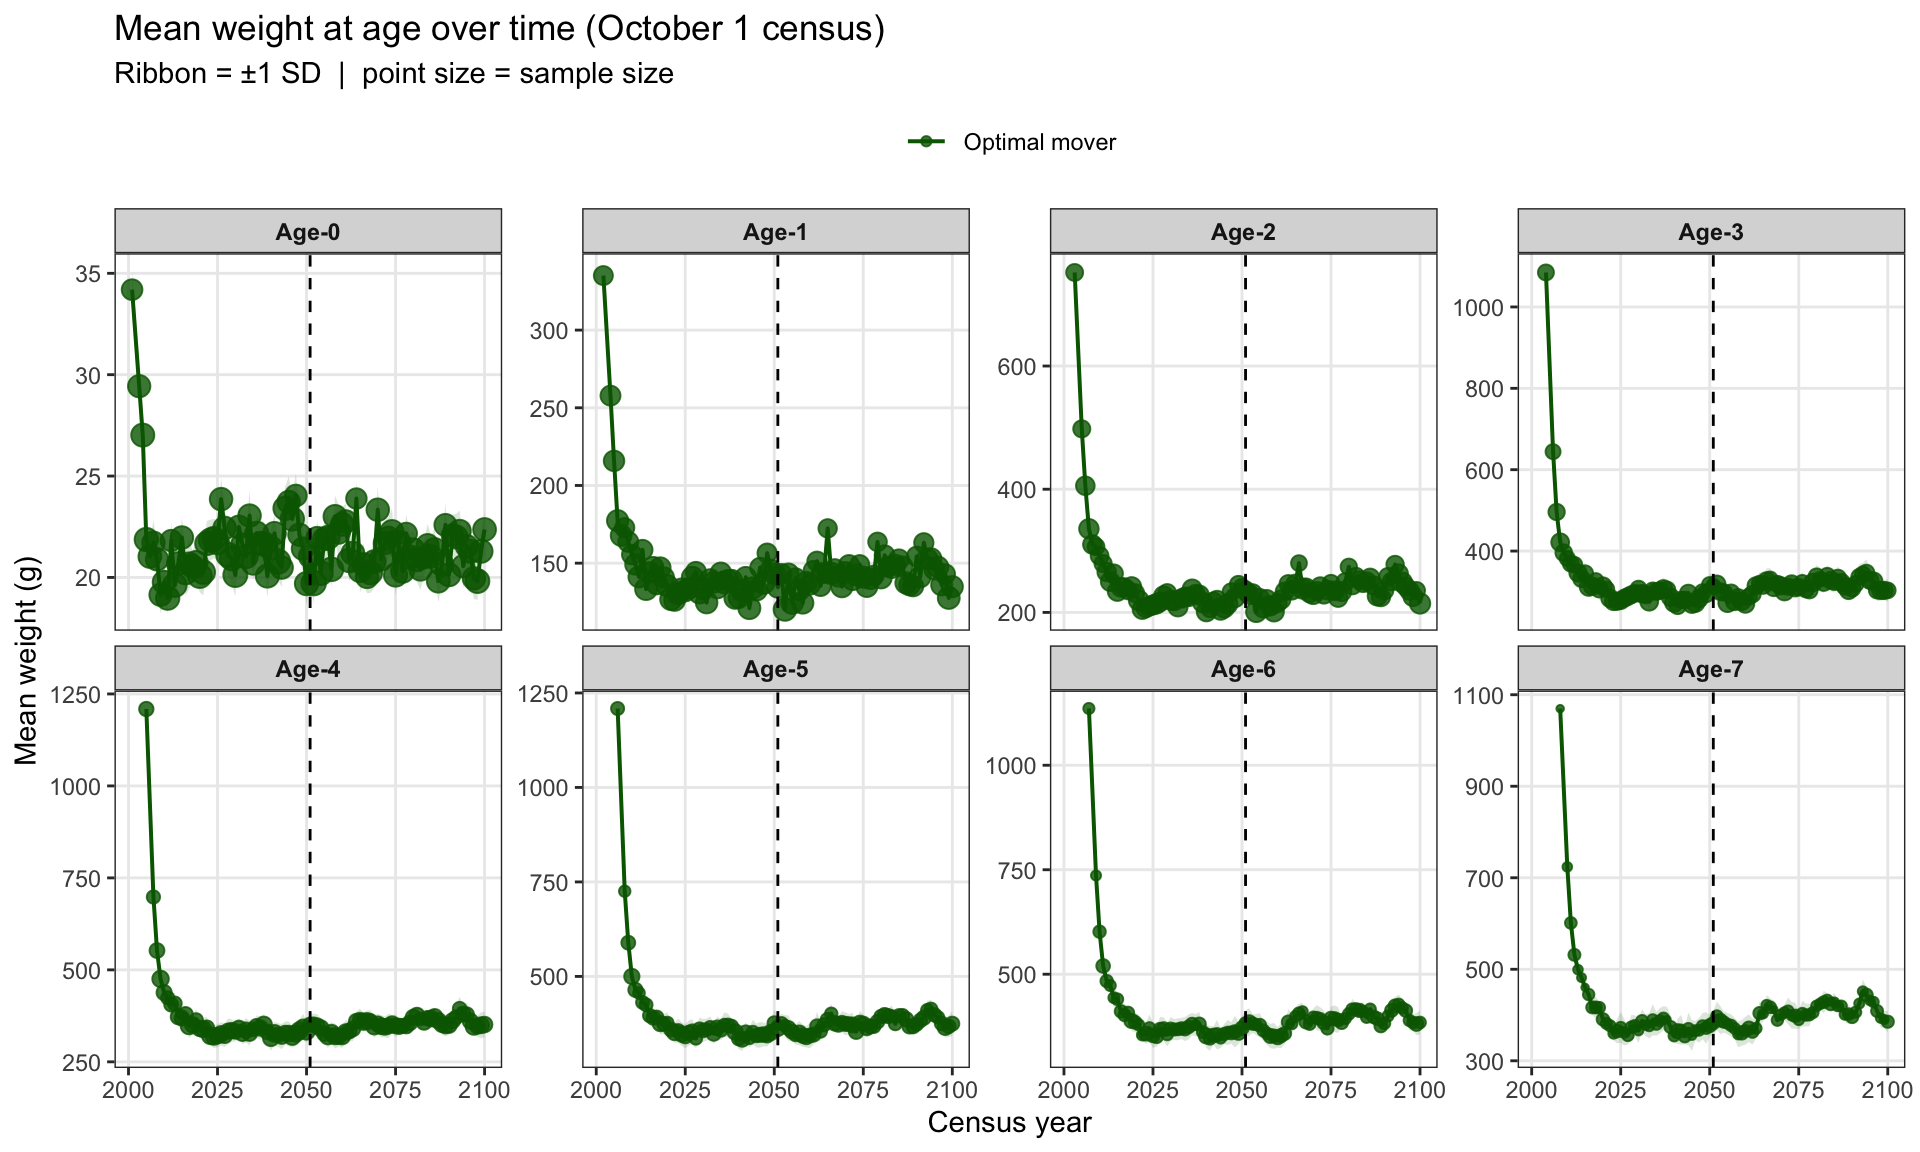 Mean weight at age over time (October 1 census)
Ribbon = ±1 SD | point size = sample size
Optimal mover
Age-0
Age-1
Age-2
Age-3
35
30
25
20
300
250
200
150
600
400
200
1000
800
600
400
Age-4
Age-5
Age-6
Age-7
1250
1000
750
500
250
1250
1000
750
500
1000
750
500
1100
900
700
500
300
2000 2025 2050 2075 2100
2000 2025 2050 2075 2100
2000 2025 2050 2075 2100
2000 2025 2050 2075 2100
Mean weight (g)
Census year